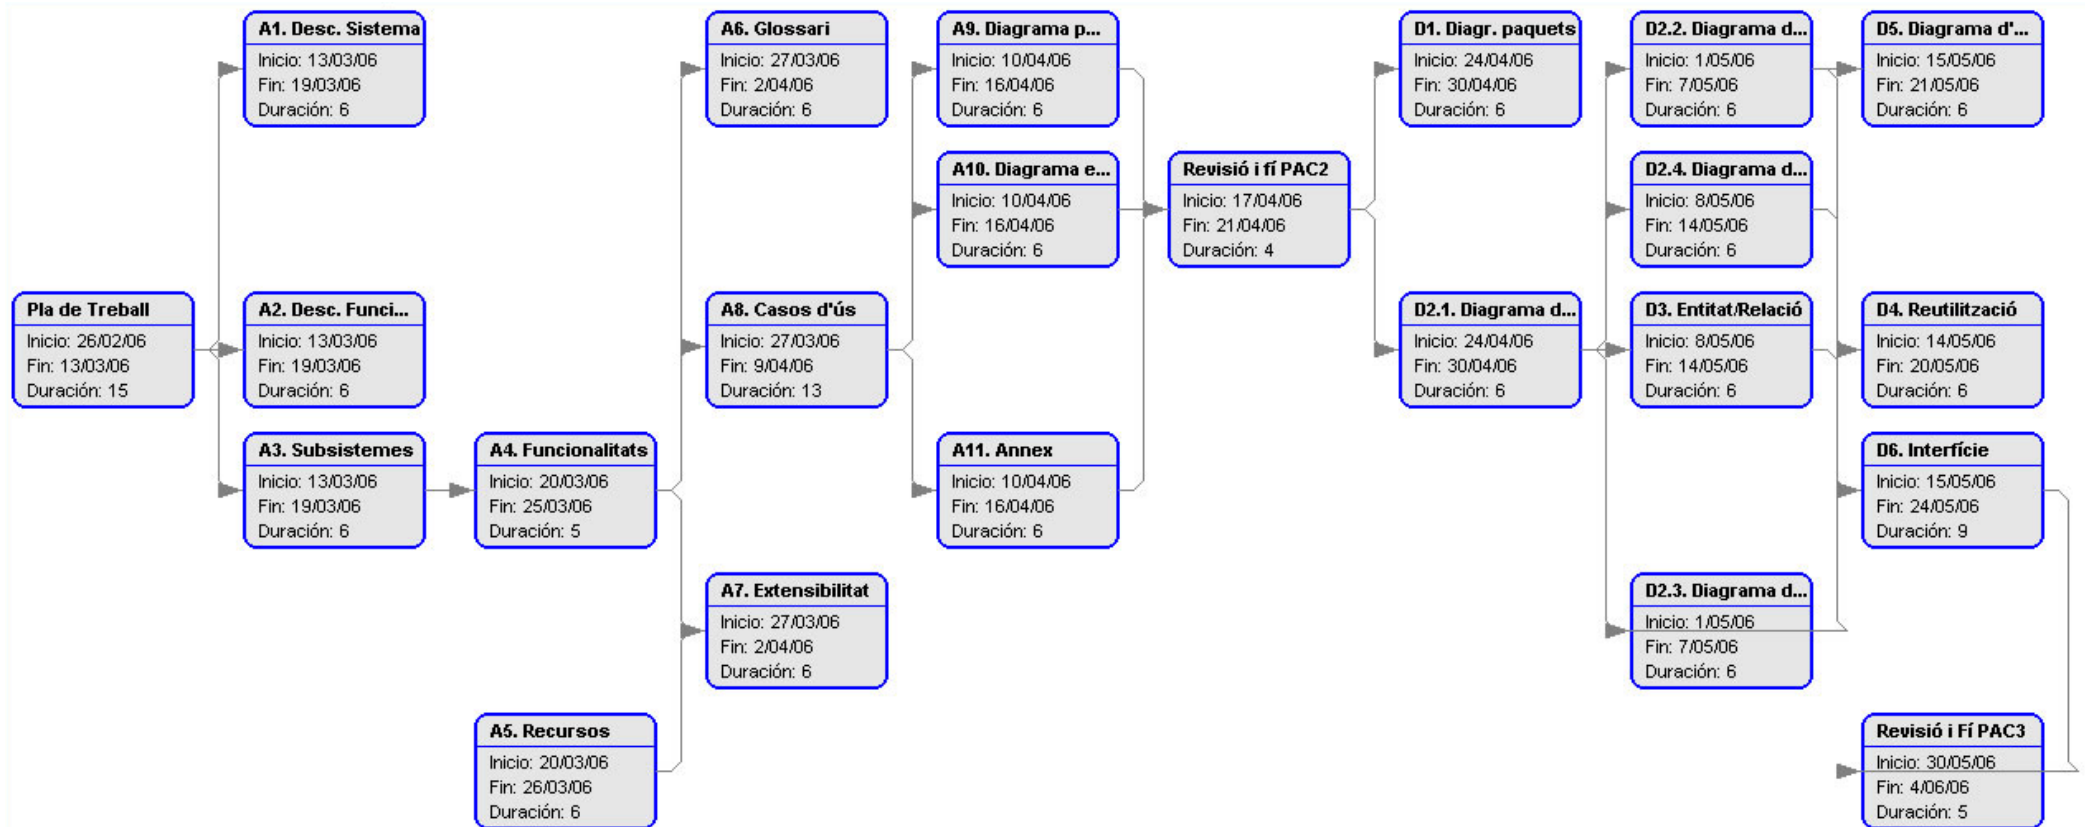 A1. Desc. Sistema
Inicio: 13/03/06
Fin: 19/03/06
Duración: 6
A6. Glossari
Inicio: 27/03/06
Fin: 2/04/06
Duración: 6
A9. Diagrama p...
Inicio: 10/04/06
Fin: 16/04/06
Duración: 6
D1. Diagr. paquets
Inicio: 24/04/06
Fin: 30/04/06
Duración: 6
D2.2. Diagrama d...
Inicio: 1/05/06
Fin: 7/05/06
Duración: 6
D5. Diagrama d'...
Inicio: 15/05/06
Fin: 21/05/06
Duración: 6
A10. Diagrama e...
Inicio: 10/04/06
Fin: 16/04/06
Duración: 6
Revisió i fí PAC2
Inicio: 17/04/06
Fin: 21/04/06
Duración: 4
D2.4. Diagrama d...
Inicio: 8/05/06
Fin: 14/05/06
Duración: 6
Pla de Treball
Inicio: 26/02/06
Fin: 13/03/06
Duración: 15
A2. Desc. Funci...
Inicio: 13/03/06
Fin: 19/03/06
Duración: 6
A8. Casos d'ús
Inicio: 27/03/06
Fin: 9/04/06
Duración: 13
D2.1. Diagrama d...
Inicio: 24/04/06
Fin: 30/04/06
Duración: 6
D3. Entitat/Relació
Inicio: 8/05/06
Fin: 14/05/06
Duración: 6
D4. Reutilització
Inicio: 14/05/06
Fin: 20/05/06
Duración: 6
A3. Subsistemes
Inicio: 13/03/06
Fin: 19/03/06
Duración: 6
A4. Funcionalitats
Inicio: 20/03/06
Fin: 25/03/06
Duración: 5
A11. Annex
Inicio: 10/04/06
Fin: 16/04/06
Duración: 6
D6. Interfície
Inicio: 15/05/06
Fin: 24/05/06
Duración: 9
A7. Extensibilitat
Inicio: 27/03/06
Fin: 2/04/06
Duración: 6
D2.3. Diagrama d...
Inicio: 1/05/06
Fin: 7/05/06
Duración: 6
A5. Recursos
Inicio: 20/03/06
Fin: 26/03/06
Duración: 6
Revisió i Fí PAC3
Inicio: 30/05/06
Fin: 4/06/06
Duración: 5